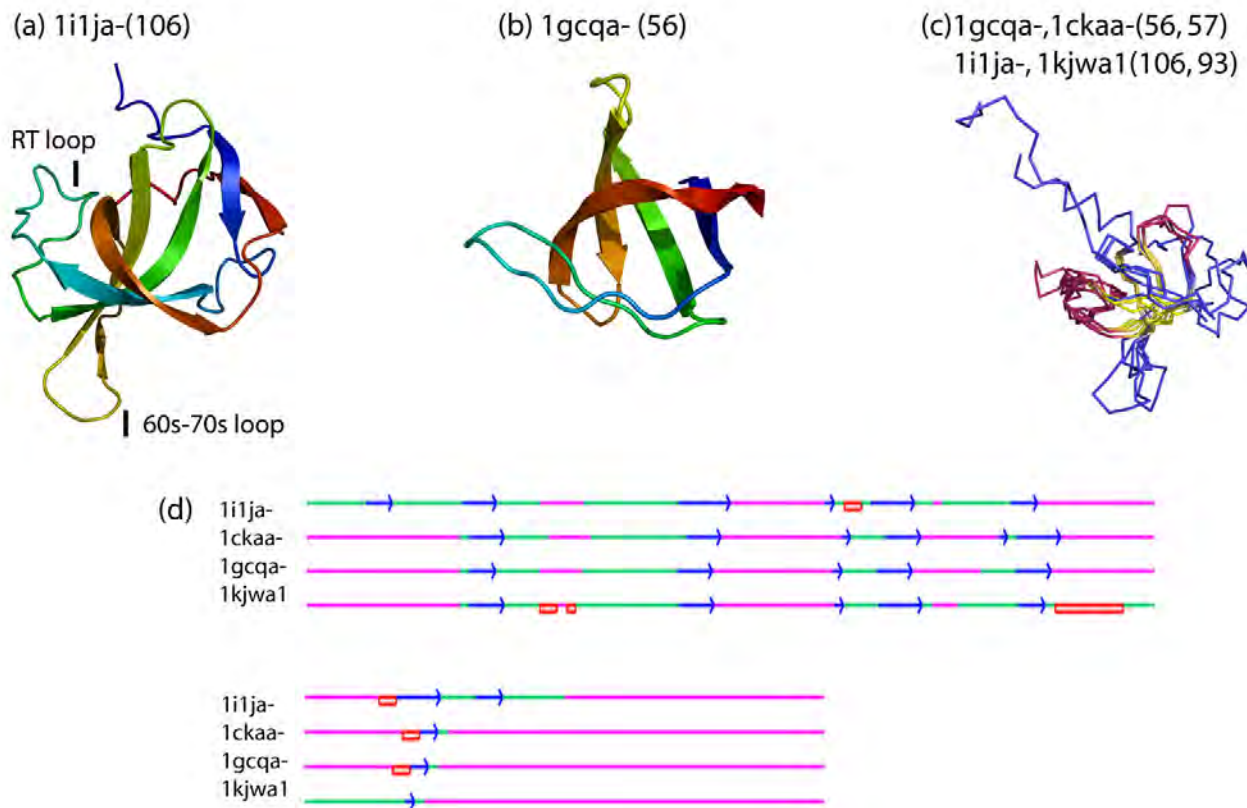 (a) 1i1ja-(106)
(b) 1gcqa- (56)
(c)1gcqa-,1ckaa-(56, 57)
1i1ja-, 1kjwa1(106, 93)
RT loop
60s-70s loop
(d)
1i1ja-
1ckaa-
1gcqa-
1kjwa1
1i1ja-
1ckaa-
1gcqa-
1kjwa1